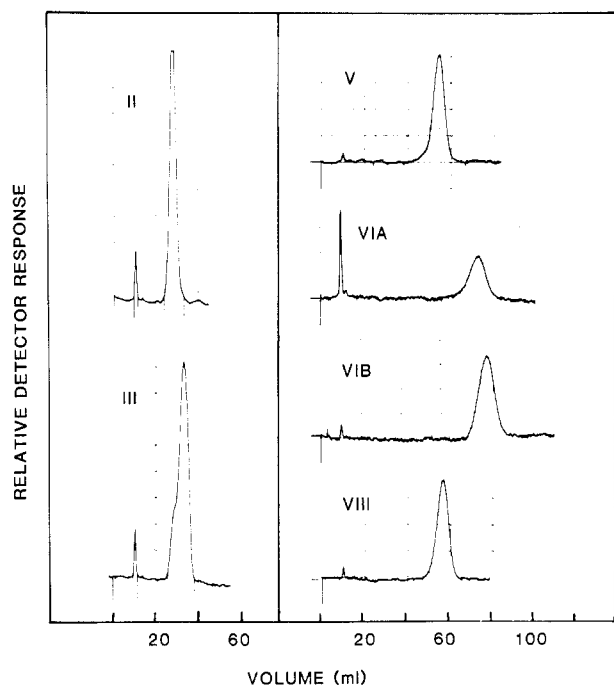 RELATIVE DETECTOR RESPONSE
II
III
V
VIA
VIB
VIII
20 60
20 60 100
VOLUME (ml)